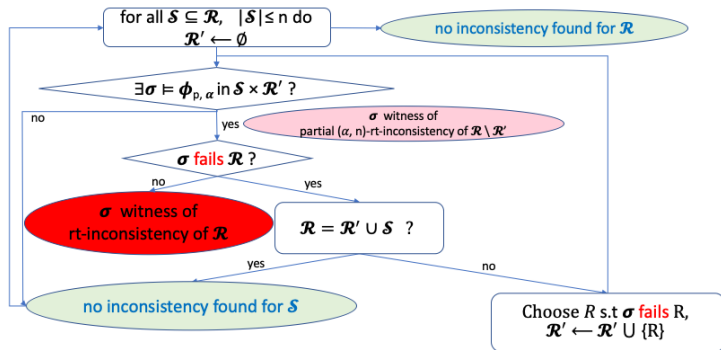 for all 𝓢 ⊆ 𝓡, |𝓢| ≤ n do
𝓡′ ⟵ ∅
no inconsistency found for 𝓡
∃𝝈 ⊨ 𝝓p, α in 𝓢 × 𝓡′ ?
no
yes
𝝈 witness of
partial (α, n)-rt-inconsistency of 𝓡 \ 𝓡′
𝝈 fails 𝓡 ?
no
yes
𝝈 witness of
rt-inconsistency of 𝓡
𝓡 = 𝓡′ ∪ 𝓢 ?
yes
no
no inconsistency found for 𝓢
Choose R s.t 𝝈 fails R,
𝓡′ ⟵ 𝓡′ ∪ {R}